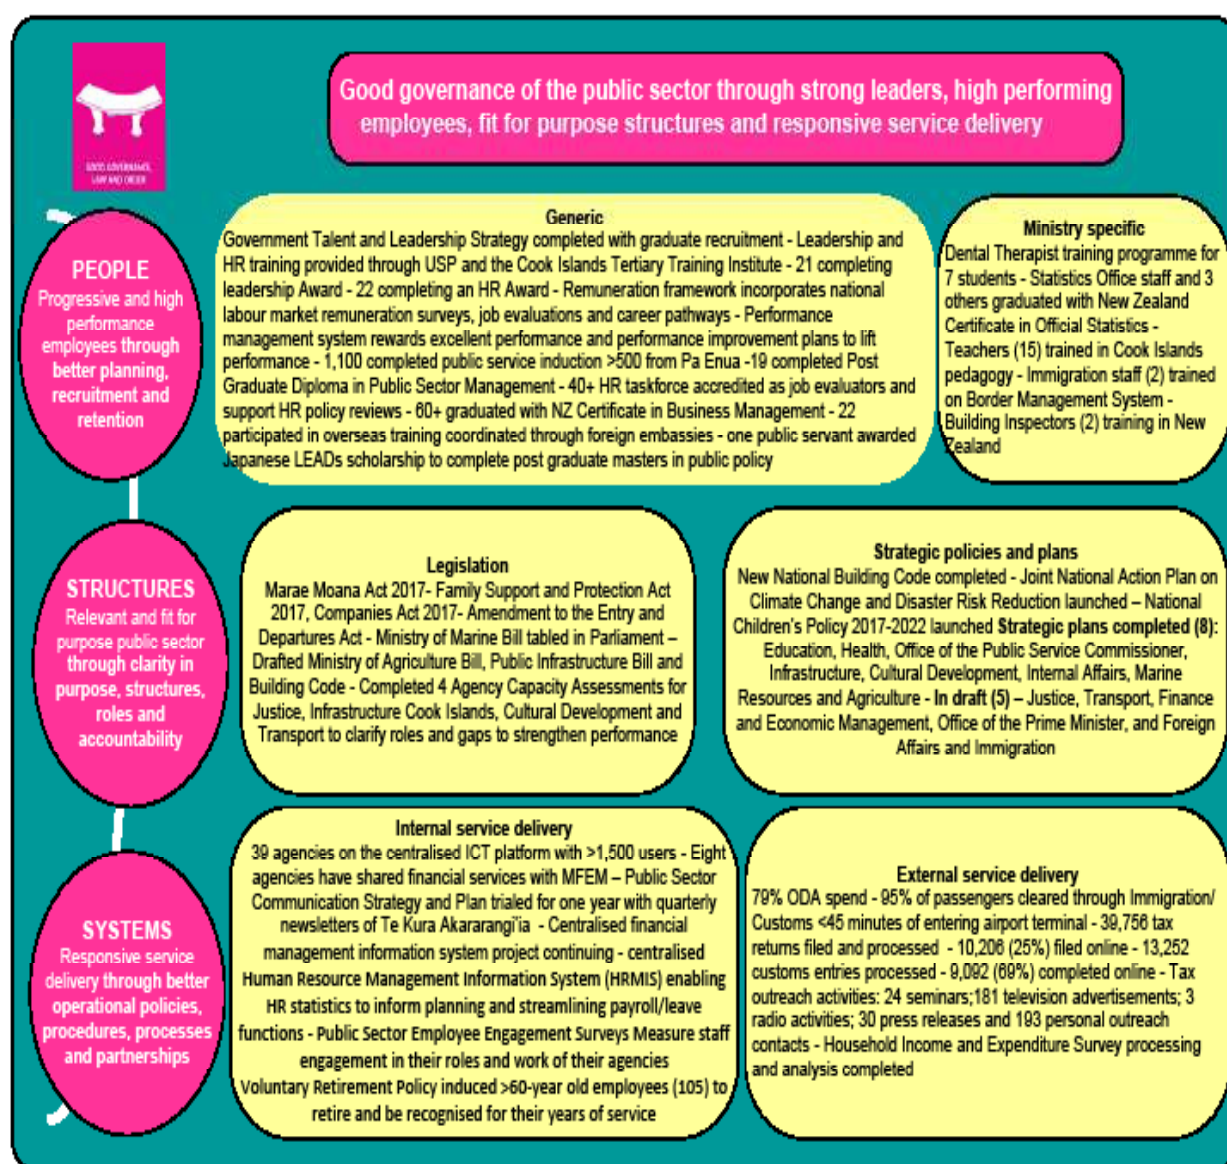 Good governance of the public sector through strong leaders, high performing
employees, fit for purpose structures and responsive service delivery
GOOD GOVERNANCE,
LAW AND ORDER
PEOPLE
Progressive and high
performance
employees through
better planning,
recruitment and
retention
Generic
Government Talent and Leadership Strategy completed with graduate recruitment - Leadership and
HR training provided through USP and the Cook Islands Tertiary Training Institute - 21 completing
leadership Award - 22 completing an HR Award - Remuneration framework incorporates national
labour market remuneration surveys, job evaluations and career pathways - Performance
management system rewards excellent performance and performance improvement plans to lift
performance - 1,100 completed public service induction >500 from Pa Enua -19 completed Post
Graduate Diploma in Public Sector Management - 40+ HR taskforce accredited as job evaluators and
support HR policy reviews - 60+ graduated with NZ Certificate in Business Management - 22
participated in overseas training coordinated through foreign embassies - one public servant awarded
Japanese LEADs scholarship to complete post graduate masters in public policy
Ministry specific
Dental Therapist training programme for
7 students - Statistics Office staff and 3
others graduated with New Zealand
Certificate in Official Statistics -
Teachers (15) trained in Cook Islands
pedagogy - Immigration staff (2) trained
on Border Management System -
Building Inspectors (2) training in New
Zealand
STRUCTURES
Relevant and fit for
purpose public sector
through clarity in
purpose, structures,
roles and
accountability
Legislation
Marae Moana Act 2017- Family Support and Protection Act
2017, Companies Act 2017- Amendment to the Entry and
Departures Act - Ministry of Marine Bill tabled in Parliament –
Drafted Ministry of Agriculture Bill, Public Infrastructure Bill and
Building Code - Completed 4 Agency Capacity Assessments for
Justice, Infrastructure Cook Islands, Cultural Development and
Transport to clarify roles and gaps to strengthen performance
Strategic policies and plans
New National Building Code completed - Joint National Action Plan on
Climate Change and Disaster Risk Reduction launched – National
Children's Policy 2017-2022 launched Strategic plans completed (8):
Education, Health, Office of the Public Service Commissioner,
Infrastructure, Cultural Development, Internal Affairs, Marine
Resources and Agriculture - In draft (5) – Justice, Transport, Finance
and Economic Management, Office of the Prime Minister, and Foreign
Affairs and Immigration
SYSTEMS
Responsive service
delivery through better
operational policies,
procedures, processes
and partnerships
Internal service delivery
39 agencies on the centralised ICT platform with >1,500 users - Eight
agencies have shared financial services with MFEM – Public Sector
Communication Strategy and Plan trialed for one year with quarterly
newsletters of Te Kura Akararangi'ia - Centralised financial
management information system project continuing - centralised
Human Resource Management Information System (HRMIS) enabling
HR statistics to inform planning and streamlining payroll/leave
functions - Public Sector Employee Engagement Surveys Measure staff
engagement in their roles and work of their agencies
Voluntary Retirement Policy induced >60-year old employees (105) to
retire and be recognised for their years of service
External service delivery
79% ODA spend - 95% of passengers cleared through Immigration/
Customs <45 minutes of entering airport terminal - 39,756 tax
returns filed and processed - 10,206 (25%) filed online - 13,252
customs entries processed - 9,092 (69%) completed online - Tax
outreach activities: 24 seminars;181 television advertisements; 3
radio activities; 30 press releases and 193 personal outreach
contacts - Household Income and Expenditure Survey processing
and analysis completed